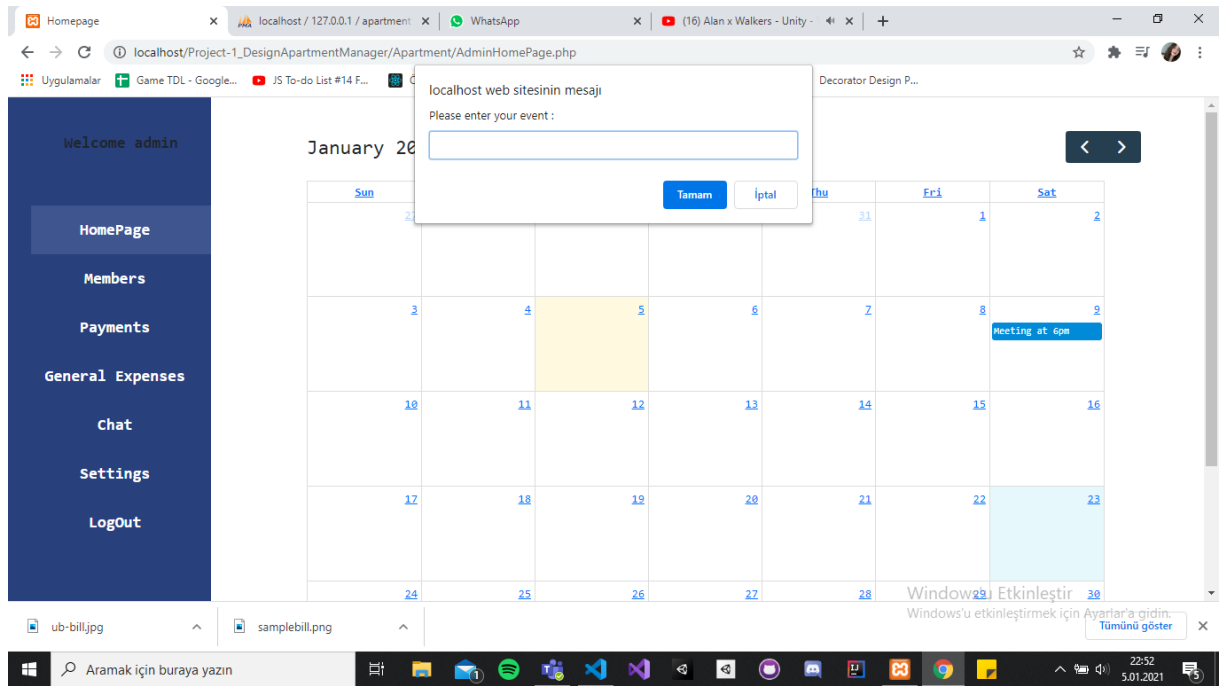 Homepage
localhost / 127.0.0.1 / apartment
WhatsApp
(16) Alan x Walkers - Unity -
localhost/Project-1_DesignApartmentManager/Apartment/AdminHomePage.php
Uygulamalar
Game TDL - Google...
JS To-do List #14 F...
Decorator Design P...
localhost web sitesinin mesajı
Please enter your event :
Tamam İptal
Welcome admin
HomePage
Members
Payments
General Expenses
Chat
Settings
LogOut
January 20
Sun Thu Fri Sat
27 31 1 2
3 4 5 6 7 8 9
Meeting at 6pm
10 11 12 13 14 15 16
17 18 19 20 21 22 23
24 25 26 27 28 29 30
Windows'u Etkinleştir
Windows'u etkinleştirmek için Ayarlar'a gidin.
ub-bill.jpg
samplebill.png
Tümünü göster
Aramak için buraya yazın
22:52
5.01.2021